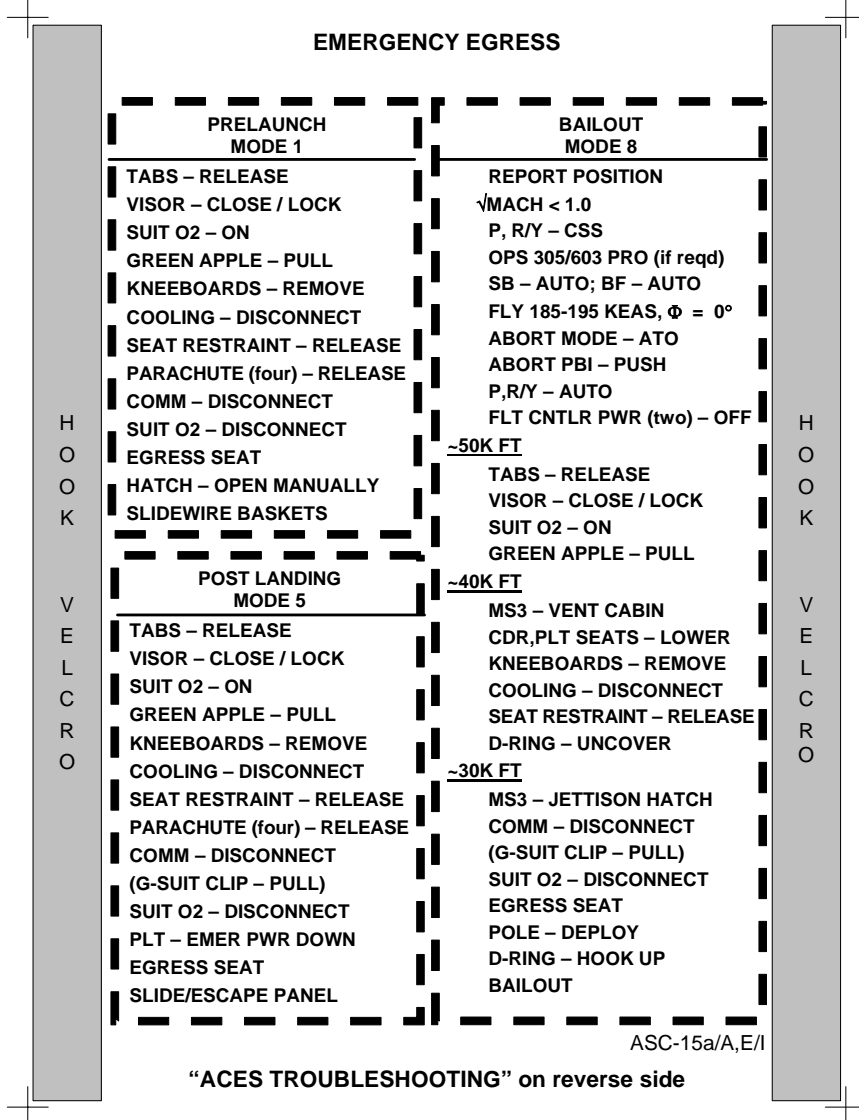 EMERGENCY EGRESS
PRELAUNCH
MODE 1
TABS – RELEASE
VISOR – CLOSE / LOCK
SUIT O2 – ON
GREEN APPLE – PULL
KNEEBOARDS – REMOVE
COOLING – DISCONNECT
SEAT RESTRAINT – RELEASE
PARACHUTE (four) – RELEASE
COMM – DISCONNECT
SUIT O2 – DISCONNECT
EGRESS SEAT
HATCH – OPEN MANUALLY
SLIDEWIRE BASKETS
POST LANDING
MODE 5
TABS – RELEASE
VISOR – CLOSE / LOCK
SUIT O2 – ON
GREEN APPLE – PULL
KNEEBOARDS – REMOVE
COOLING – DISCONNECT
SEAT RESTRAINT – RELEASE
PARACHUTE (four) – RELEASE
COMM – DISCONNECT
(G-SUIT CLIP – PULL)
SUIT O2 – DISCONNECT
PLT – EMER PWR DOWN
EGRESS SEAT
SLIDE/ESCAPE PANEL
BAILOUT
MODE 8
REPORT POSITION
√MACH < 1.0
P, R/Y – CSS
OPS 305/603 PRO (if reqd)
SB – AUTO; BF – AUTO
FLY 185-195 KEAS, Φ = 0°
ABORT MODE – ATO
ABORT PBI – PUSH
P,R/Y – AUTO
FLT CNTLR PWR (two) – OFF
~50K FT
TABS – RELEASE
VISOR – CLOSE / LOCK
SUIT O2 – ON
GREEN APPLE – PULL
~40K FT
MS3 – VENT CABIN
CDR,PLT SEATS – LOWER
KNEEBOARDS – REMOVE
COOLING – DISCONNECT
SEAT RESTRAINT – RELEASE
D-RING – UNCOVER
~30K FT
MS3 – JETTISON HATCH
COMM – DISCONNECT
(G-SUIT CLIP – PULL)
SUIT O2 – DISCONNECT
EGRESS SEAT
POLE – DEPLOY
D-RING – HOOK UP
BAILOUT
HOOK VELCRO
HOOK VELCRO
ASC-15a/A,E/I
“ACES TROUBLESHOOTING” on reverse side